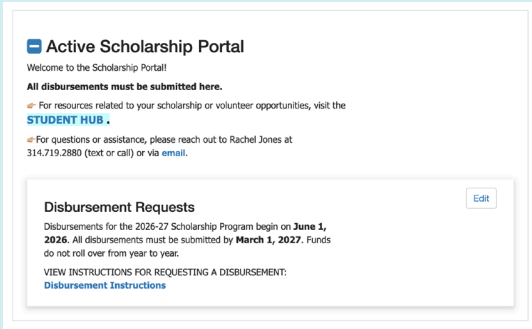 Active Scholarship Portal
Welcome to the Scholarship Portal!
All disbursements must be submitted here.
For resources related to your scholarship or volunteer opportunities, visit the
STUDENT HUB .
For questions or assistance, please reach out to Rachel Jones at
314.719.2880 (text or call) or via email.
Edit
Disbursement Requests
Disbursements for the 2026-27 Scholarship Program begin on June 1,
2026. All disbursements must be submitted by March 1, 2027. Funds
do not roll over from year to year.
VIEW INSTRUCTIONS FOR REQUESTING A DISBURSEMENT:
Disbursement Instructions